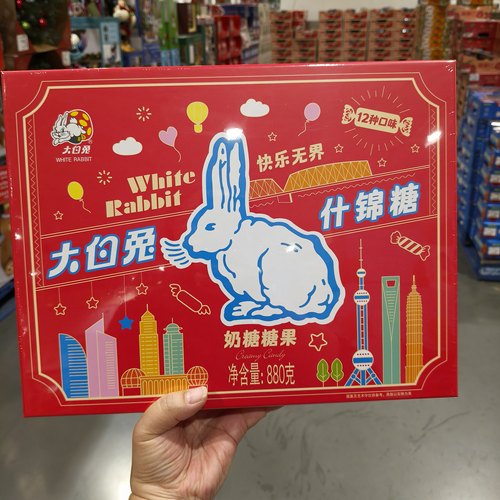 大白兔
WHITE RABBIT
12种口味
快乐无界
White
Rabbit
大白兔
什锦糖
奶糖糖果
Creamy Candy
净含量:880克